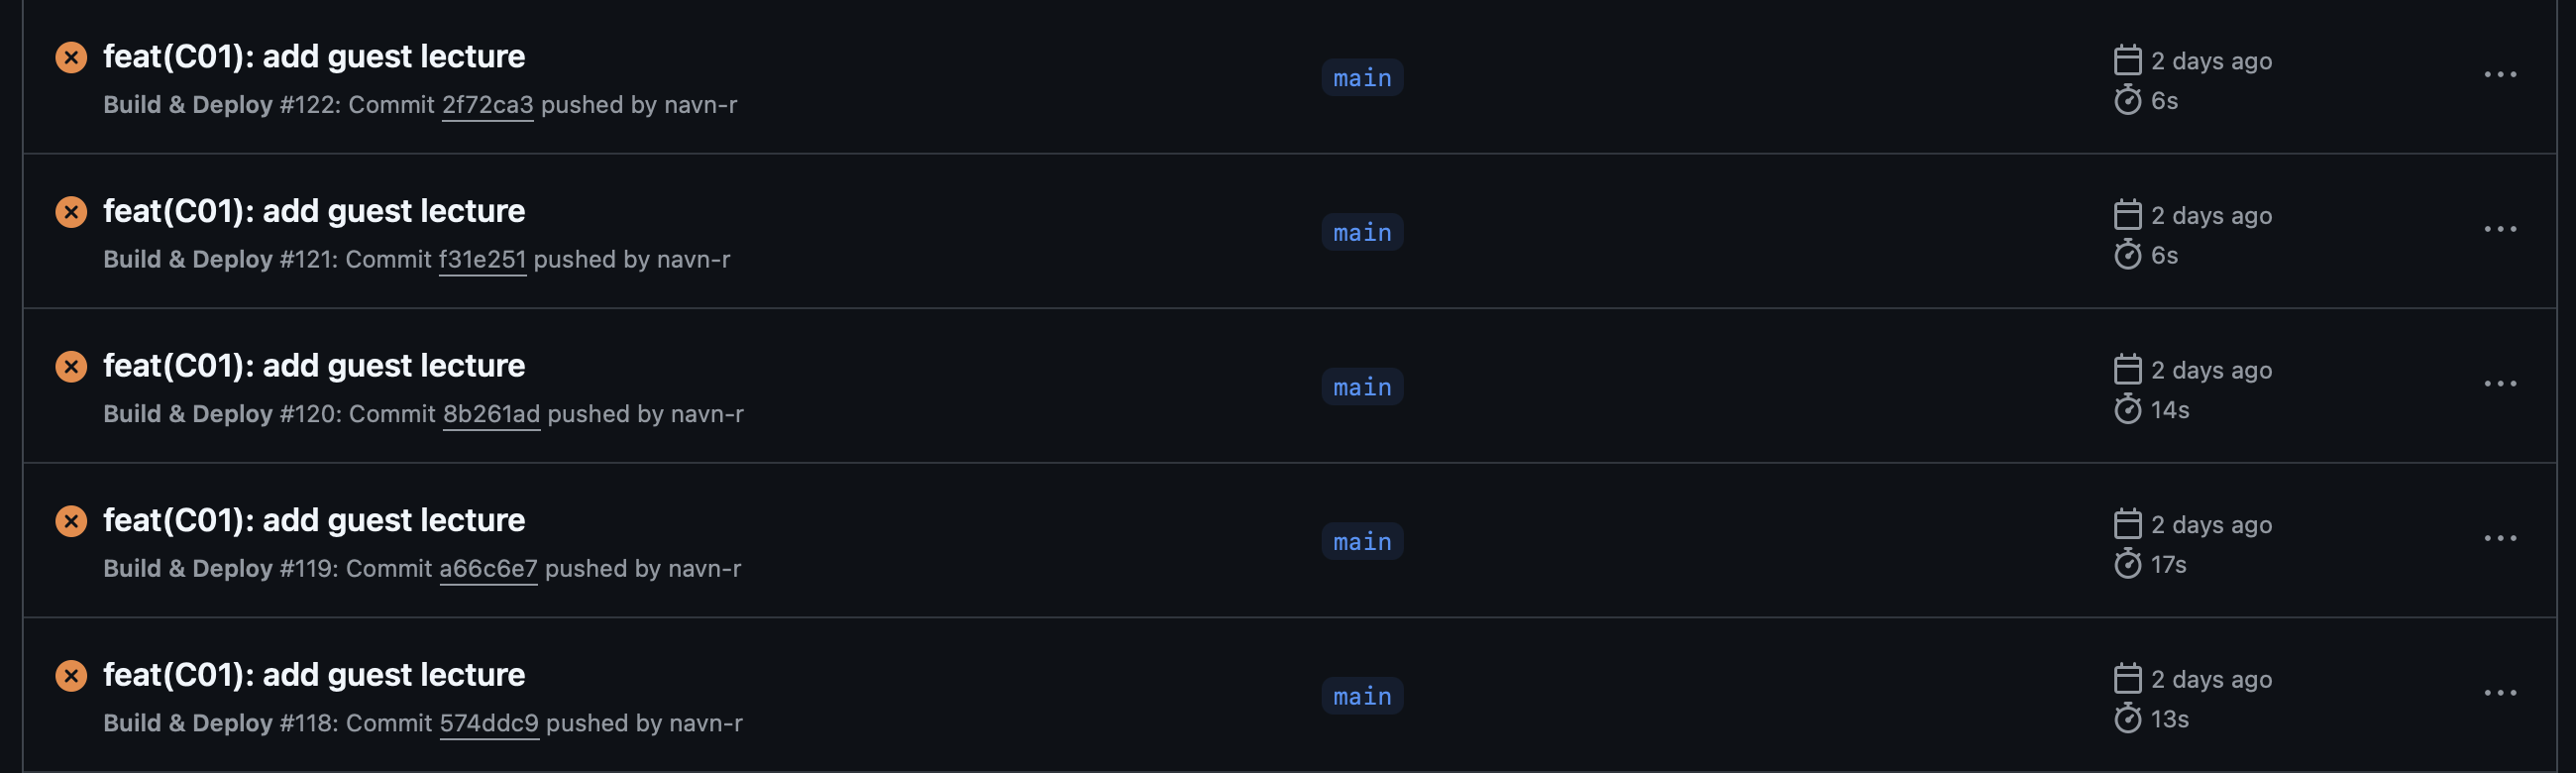 feat(C01): add guest lecture
main
2 days ago
Build & Deploy #122: Commit 2f72ca3 pushed by navn-r
6s
feat(C01): add guest lecture
main
2 days ago
Build & Deploy #121: Commit f31e251 pushed by navn-r
6s
feat(C01): add guest lecture
main
2 days ago
Build & Deploy #120: Commit 8b261ad pushed by navn-r
14s
feat(C01): add guest lecture
main
2 days ago
Build & Deploy #119: Commit a66c6e7 pushed by navn-r
17s
feat(C01): add guest lecture
main
2 days ago
Build & Deploy #118: Commit 574ddc9 pushed by navn-r
13s